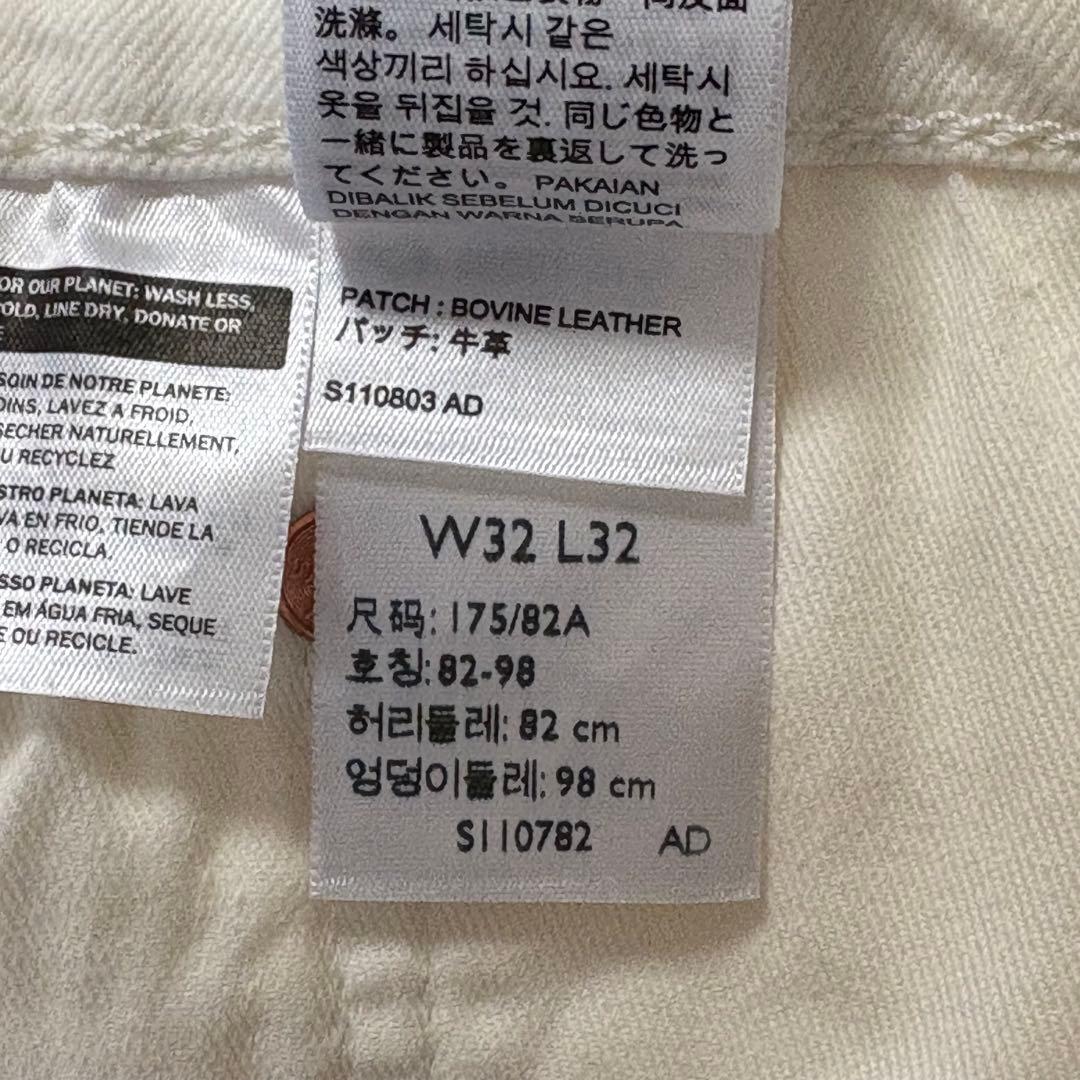 洗滌。 세탁시 같은
색상끼리 하십시요. 세탁시
옷을 뒤집을 것. 同じ色物と
一緒に製品を裏返して洗っ
てください。 PAKAIAN
DIBALIK SEBELUM DICUCI
DENGAN WARNA SERUPA
OR OUR PLANET: WASH LESS,
OLD, LINE DRY, DONATE OR
E
SOIN DE NOTRE PLANETE:
OINS, LAVEZ A FROID,
SECHER NATURELLEMENT,
U RECYCLEZ
STRO PLANETA: LAVA
VA EN FRIO, TIENDE LA
O RECICLA.
SSO PLANETA: LAVE
EM ÁGUA FRIA, SEQUE
E OU RECICLE.
PATCH : BOVINE LEATHER
パッチ: 牛革
S110803 AD
W32 L32
尺码: 175/82A
호칭: 82-98
허리둘레: 82 cm
엉덩이둘레: 98 cm
S110782 AD